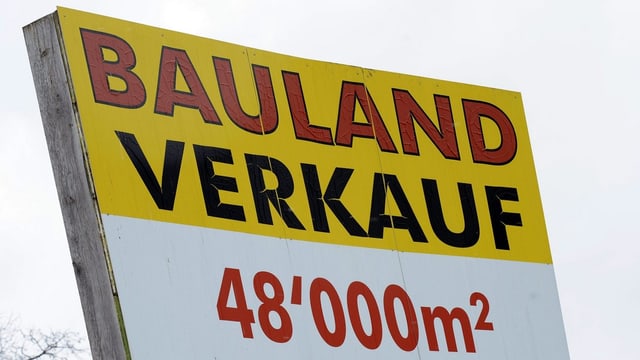 BAULAND
VERKAUF
48‘000m²